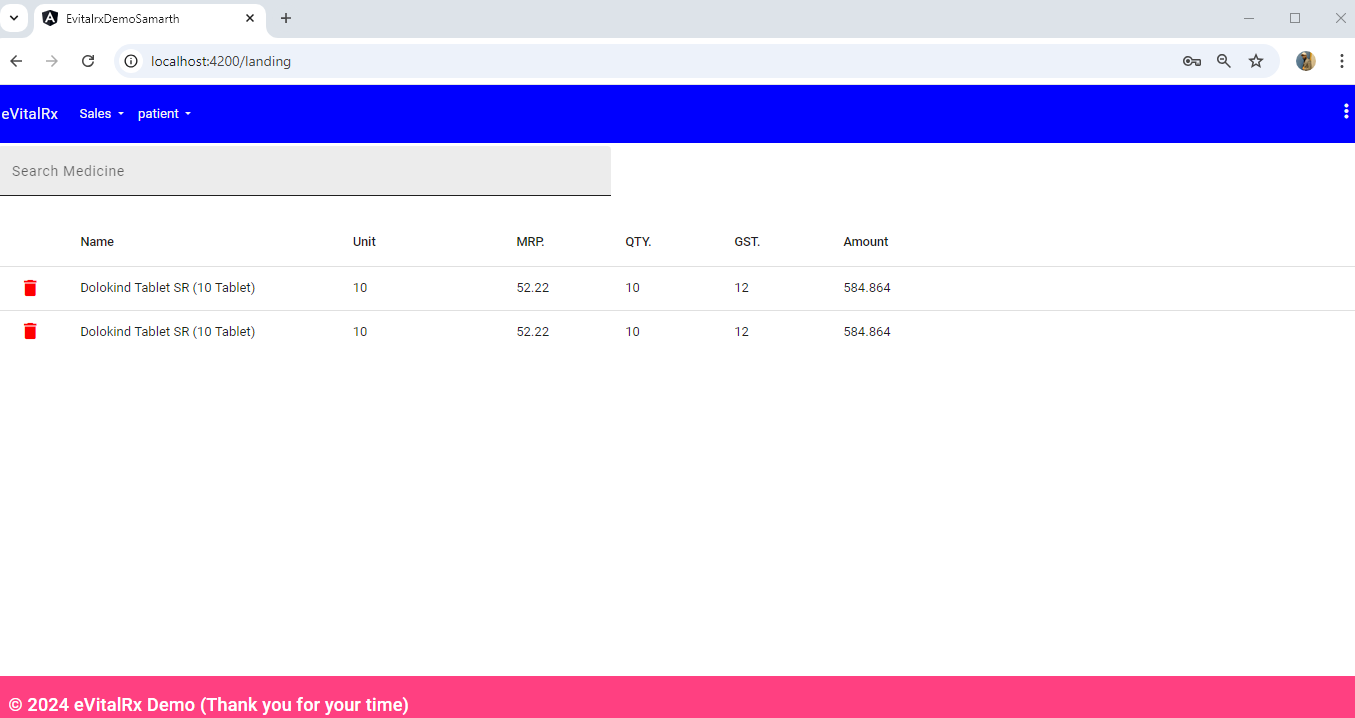 EvitalrxDemoSamarth
localhost:4200/landing
eVitalRx Sales patient
Search Medicine
Name Unit MRP. QTY. GST. Amount
Dolokind Tablet SR (10 Tablet) 10 52.22 10 12 584.864
Dolokind Tablet SR (10 Tablet) 10 52.22 10 12 584.864
© 2024 eVitalRx Demo (Thank you for your time)